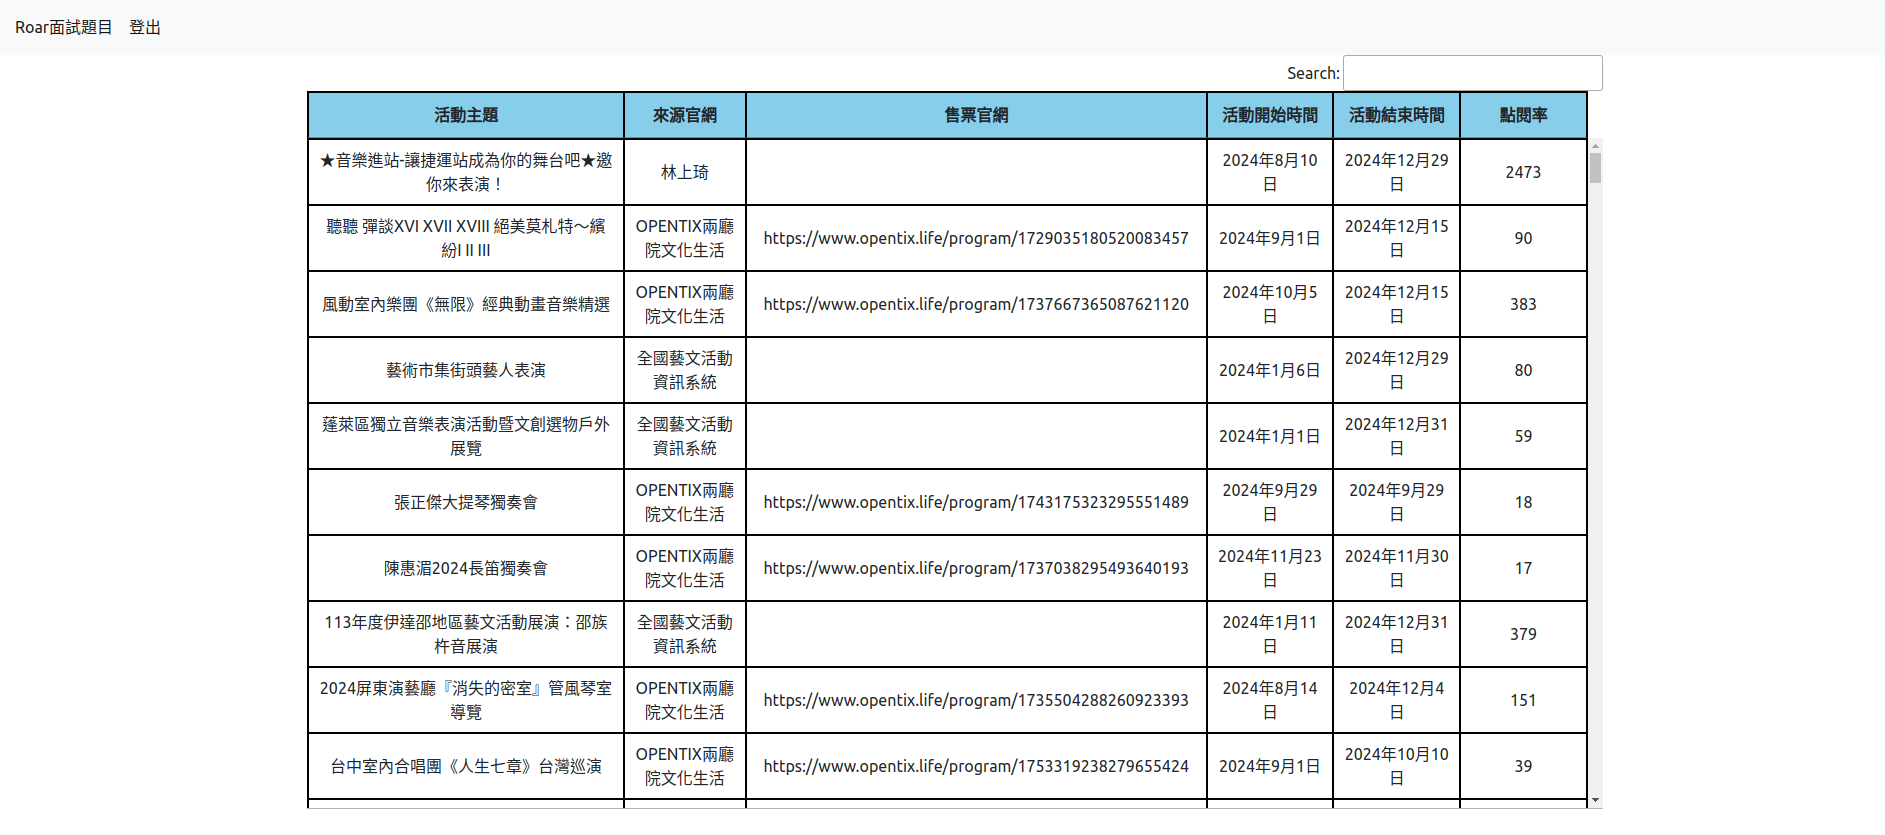 Roar面試題目 登出
Search:
活動主題 來源官網 售票官網 活動開始時間 活動結束時間 點閱率
★音樂進站-讓捷運站成為你的舞台吧★邀
你來表演！
林上琦
2024年8月10
日
2024年12月29
日
2473
聽聽 彈談XVI XVII XVIII 絕美莫札特～繽
紛I II III
OPENTIX兩廳
院文化生活
https://www.opentix.life/program/1729035180520083457
2024年9月1日
2024年12月15
日
90
風動室內樂團《無限》經典動畫音樂精選
OPENTIX兩廳
院文化生活
https://www.opentix.life/program/1737667365087621120
2024年10月5
日
2024年12月15
日
383
藝術市集街頭藝人表演
全國藝文活動
資訊系統
2024年1月6日
2024年12月29
日
80
蓬萊區獨立音樂表演活動暨文創選物戶外
展覽
全國藝文活動
資訊系統
2024年1月1日
2024年12月31
日
59
張正傑大提琴獨奏會
OPENTIX兩廳
院文化生活
https://www.opentix.life/program/1743175323295551489
2024年9月29
日
2024年9月29
日
18
陳惠湄2024長笛獨奏會
OPENTIX兩廳
院文化生活
https://www.opentix.life/program/1737038295493640193
2024年11月23
日
2024年11月30
日
17
113年度伊達邵地區藝文活動展演：邵族
杵音展演
全國藝文活動
資訊系統
2024年1月11
日
2024年12月31
日
379
2024屏東演藝廳『消失的密室』管風琴室
導覽
OPENTIX兩廳
院文化生活
https://www.opentix.life/program/1735504288260923393
2024年8月14
日
2024年12月4
日
151
台中室內合唱團《人生七章》台灣巡演
OPENTIX兩廳
院文化生活
https://www.opentix.life/program/1753319238279655424
2024年9月1日
2024年10月10
日
39